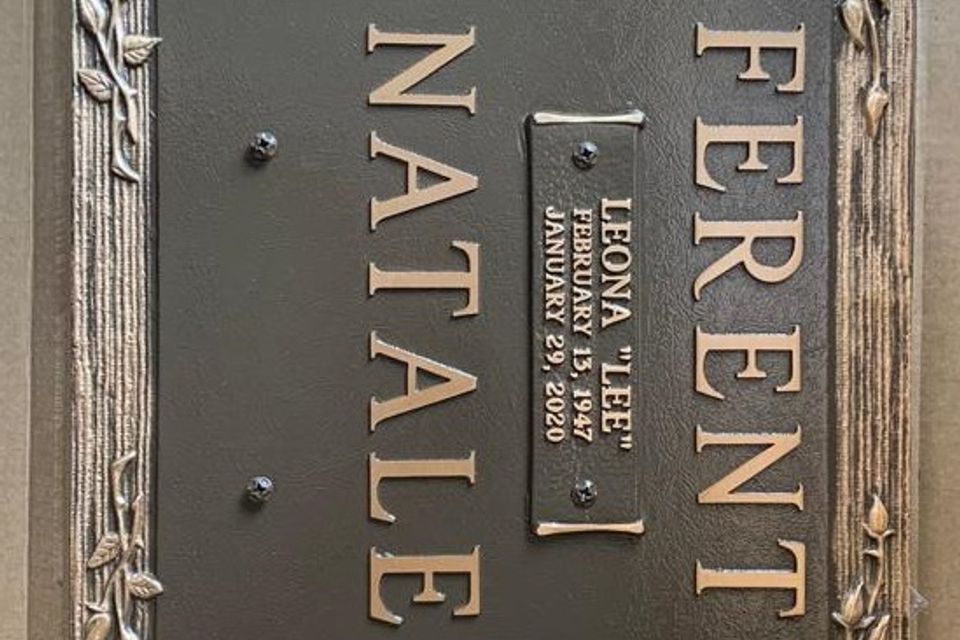 FERENT
LEONA "LEE"
FEBRUARY 13, 1947
JANUARY 29, 2020
NATALE